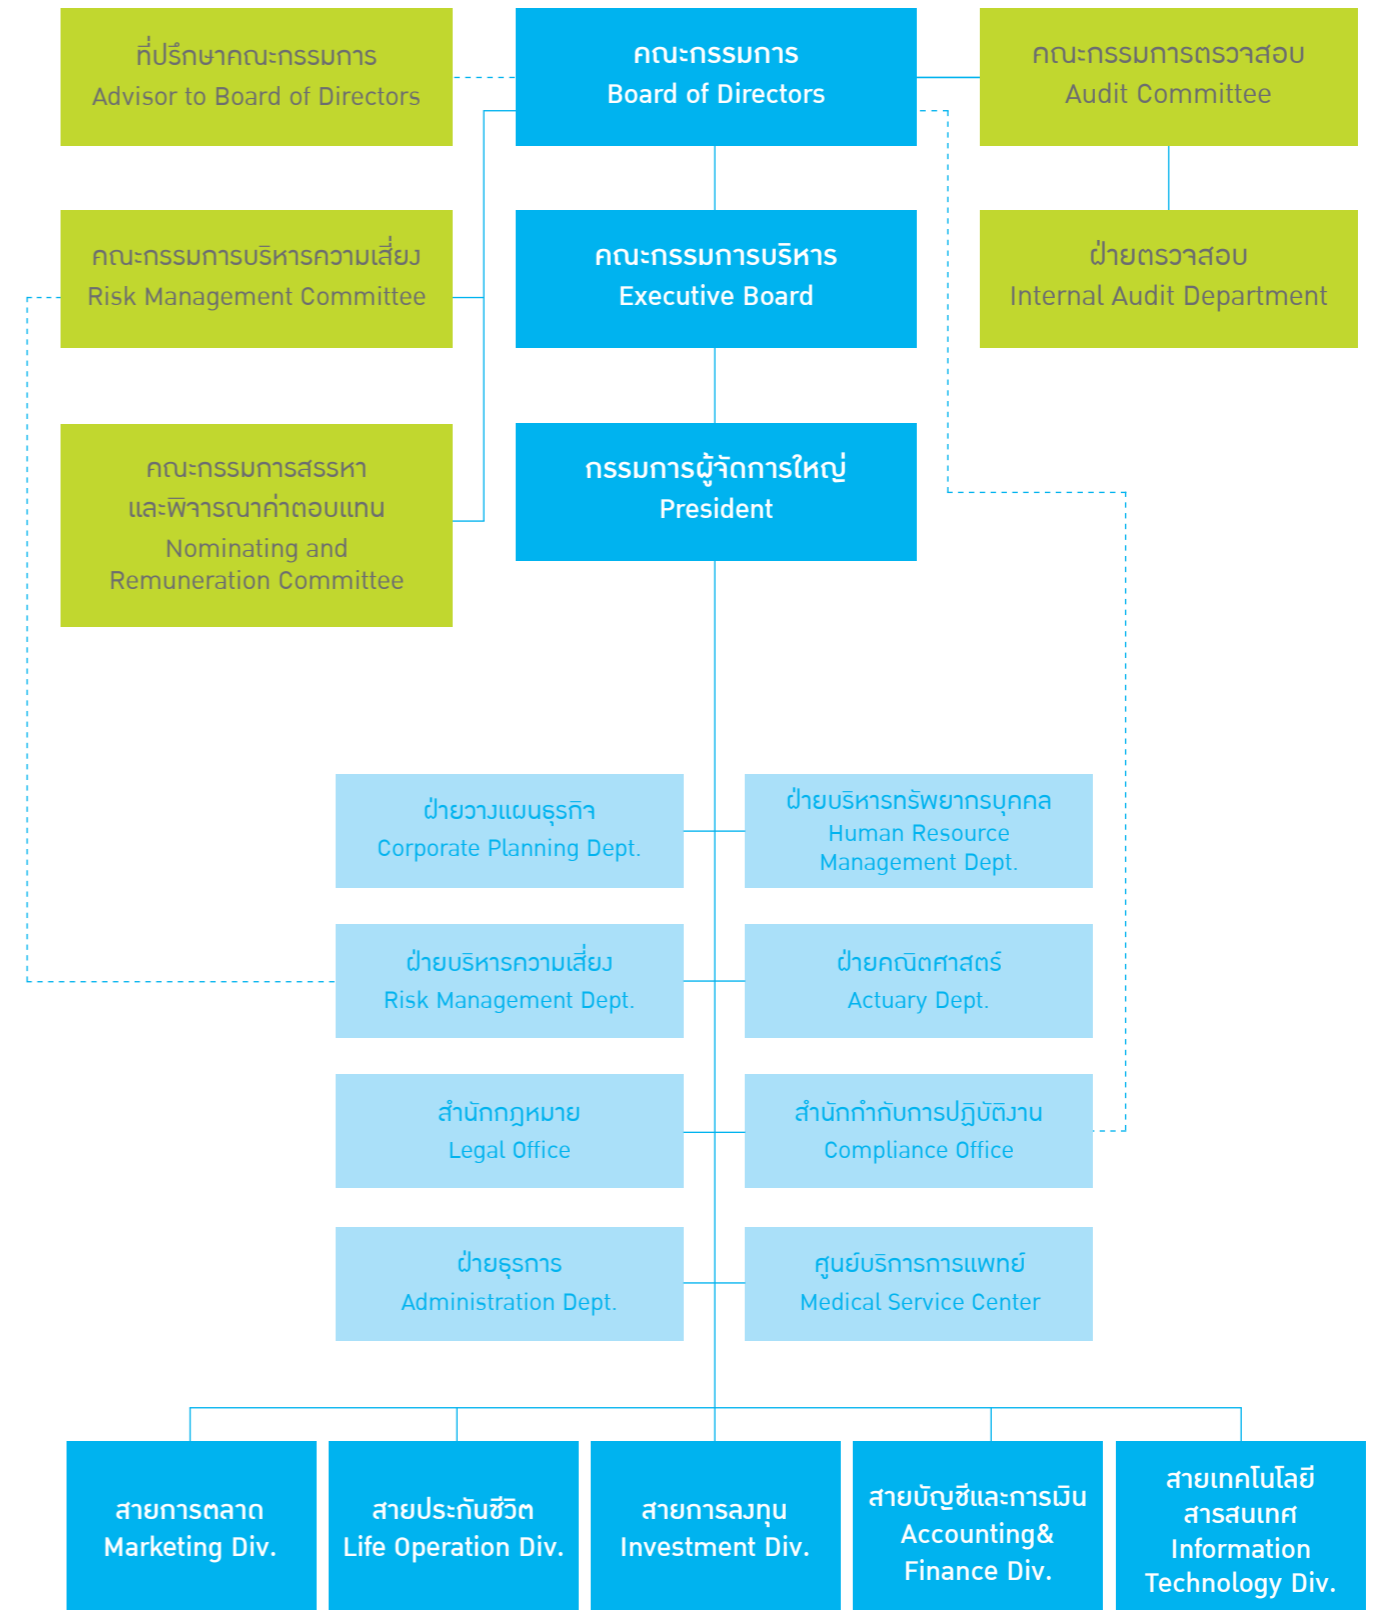 ที่ปรึกษาคณะกรรมการ
Advisor to Board of Directors
คณะกรรมการ
Board of Directors
คณะกรรมการตรวจสอบ
Audit Committee
คณะกรรมการบริหารความเสี่ยง
Risk Management Committee
คณะกรรมการบริหาร
Executive Board
ฝ่ายตรวจสอบ
Internal Audit Department
คณะกรรมการสรรหา
และพิจารณาค่าตอบแทน
Nominating and
Remuneration Committee
กรรมการผู้จัดการใหญ่
President
ฝ่ายวางแผนธุรกิจ
Corporate Planning Dept.
ฝ่ายบริหารทรัพยากรบุคคล
Human Resource
Management Dept.
ฝ่ายบริหารความเสี่ยง
Risk Management Dept.
ฝ่ายคณิตศาสตร์
Actuary Dept.
สำนักกฎหมาย
Legal Office
สำนักกำกับการปฏิบัติงาน
Compliance Office
ฝ่ายธุรการ
Administration Dept.
ศูนย์บริการการแพทย์
Medical Service Center
สายการตลาด
Marketing Div.
สายประกันชีวิต
Life Operation Div.
สายการลงทุน
Investment Div.
สายบัญชีและการเงิน
Accounting&
Finance Div.
สายเทคโนโลยี
สารสนเทศ
Information
Technology Div.